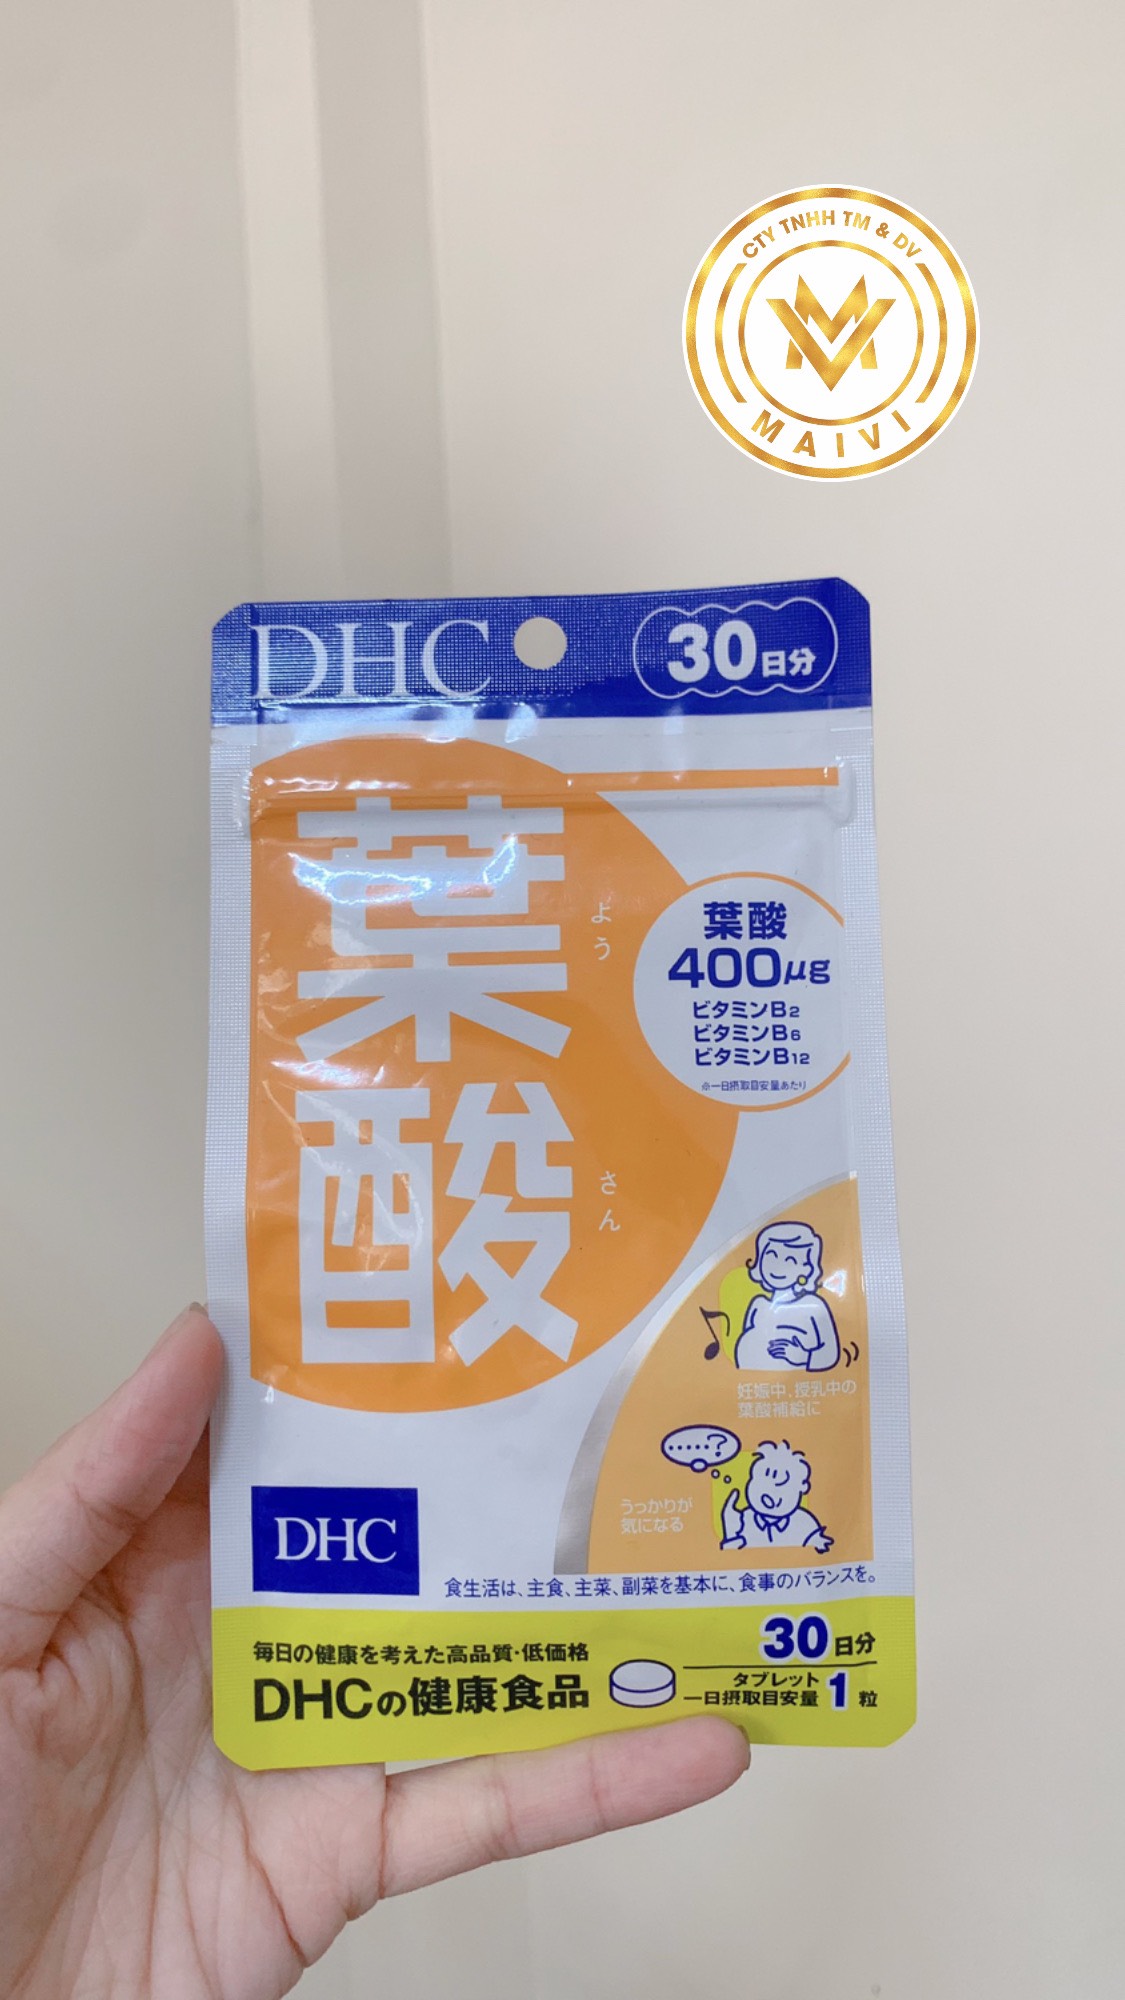 CTY TNHH TM & DV
MAIVI
DHC
30日分
葉酸
よう
さん
葉酸
400μg
ビタミンB2
ビタミンB6
ビタミンB12
※一日摂取目安量あたり
妊娠中、授乳中の
葉酸補給に
……?
うっかりが
気になる
DHC
食生活は、主食、主菜、副菜を基本に、食事のバランスを。
毎日の健康を考えた高品質・低価格
DHCの健康食品
30日分
タブレット
一日摂取目安量 1粒